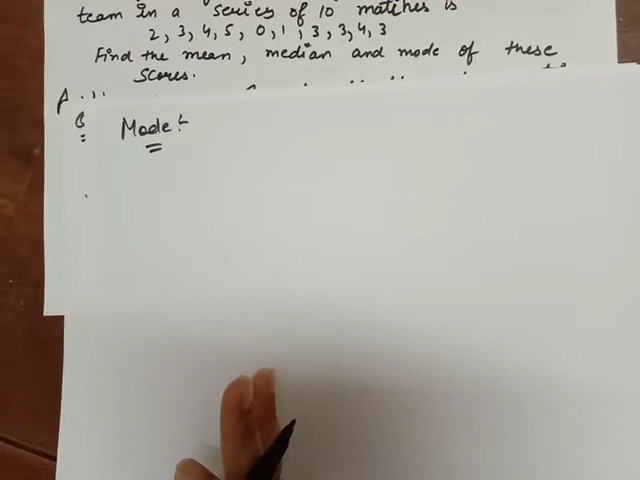 team in a series of 10 matches is
2, 3, 4, 5, 0, 1, 3, 3, 4, 3
Find the mean, median and mode of these
scores.
Mode:-